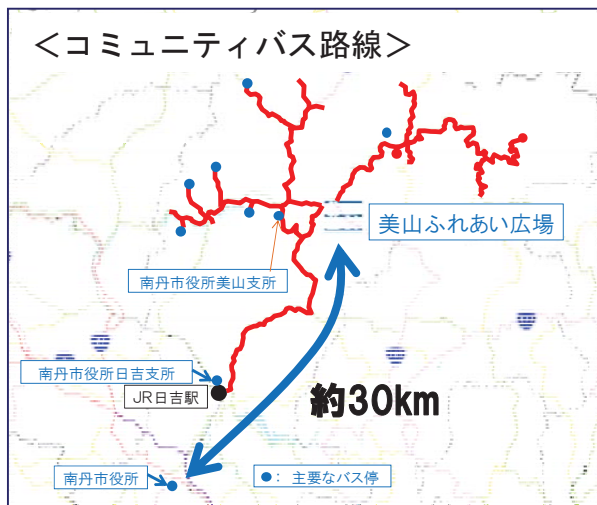 ＜コミュニティバス路線＞
美山ふれあい広場
南丹市役所美山支所
南丹市役所日吉支所
JR日吉駅
約30km
南丹市役所
●： 主要なバス停